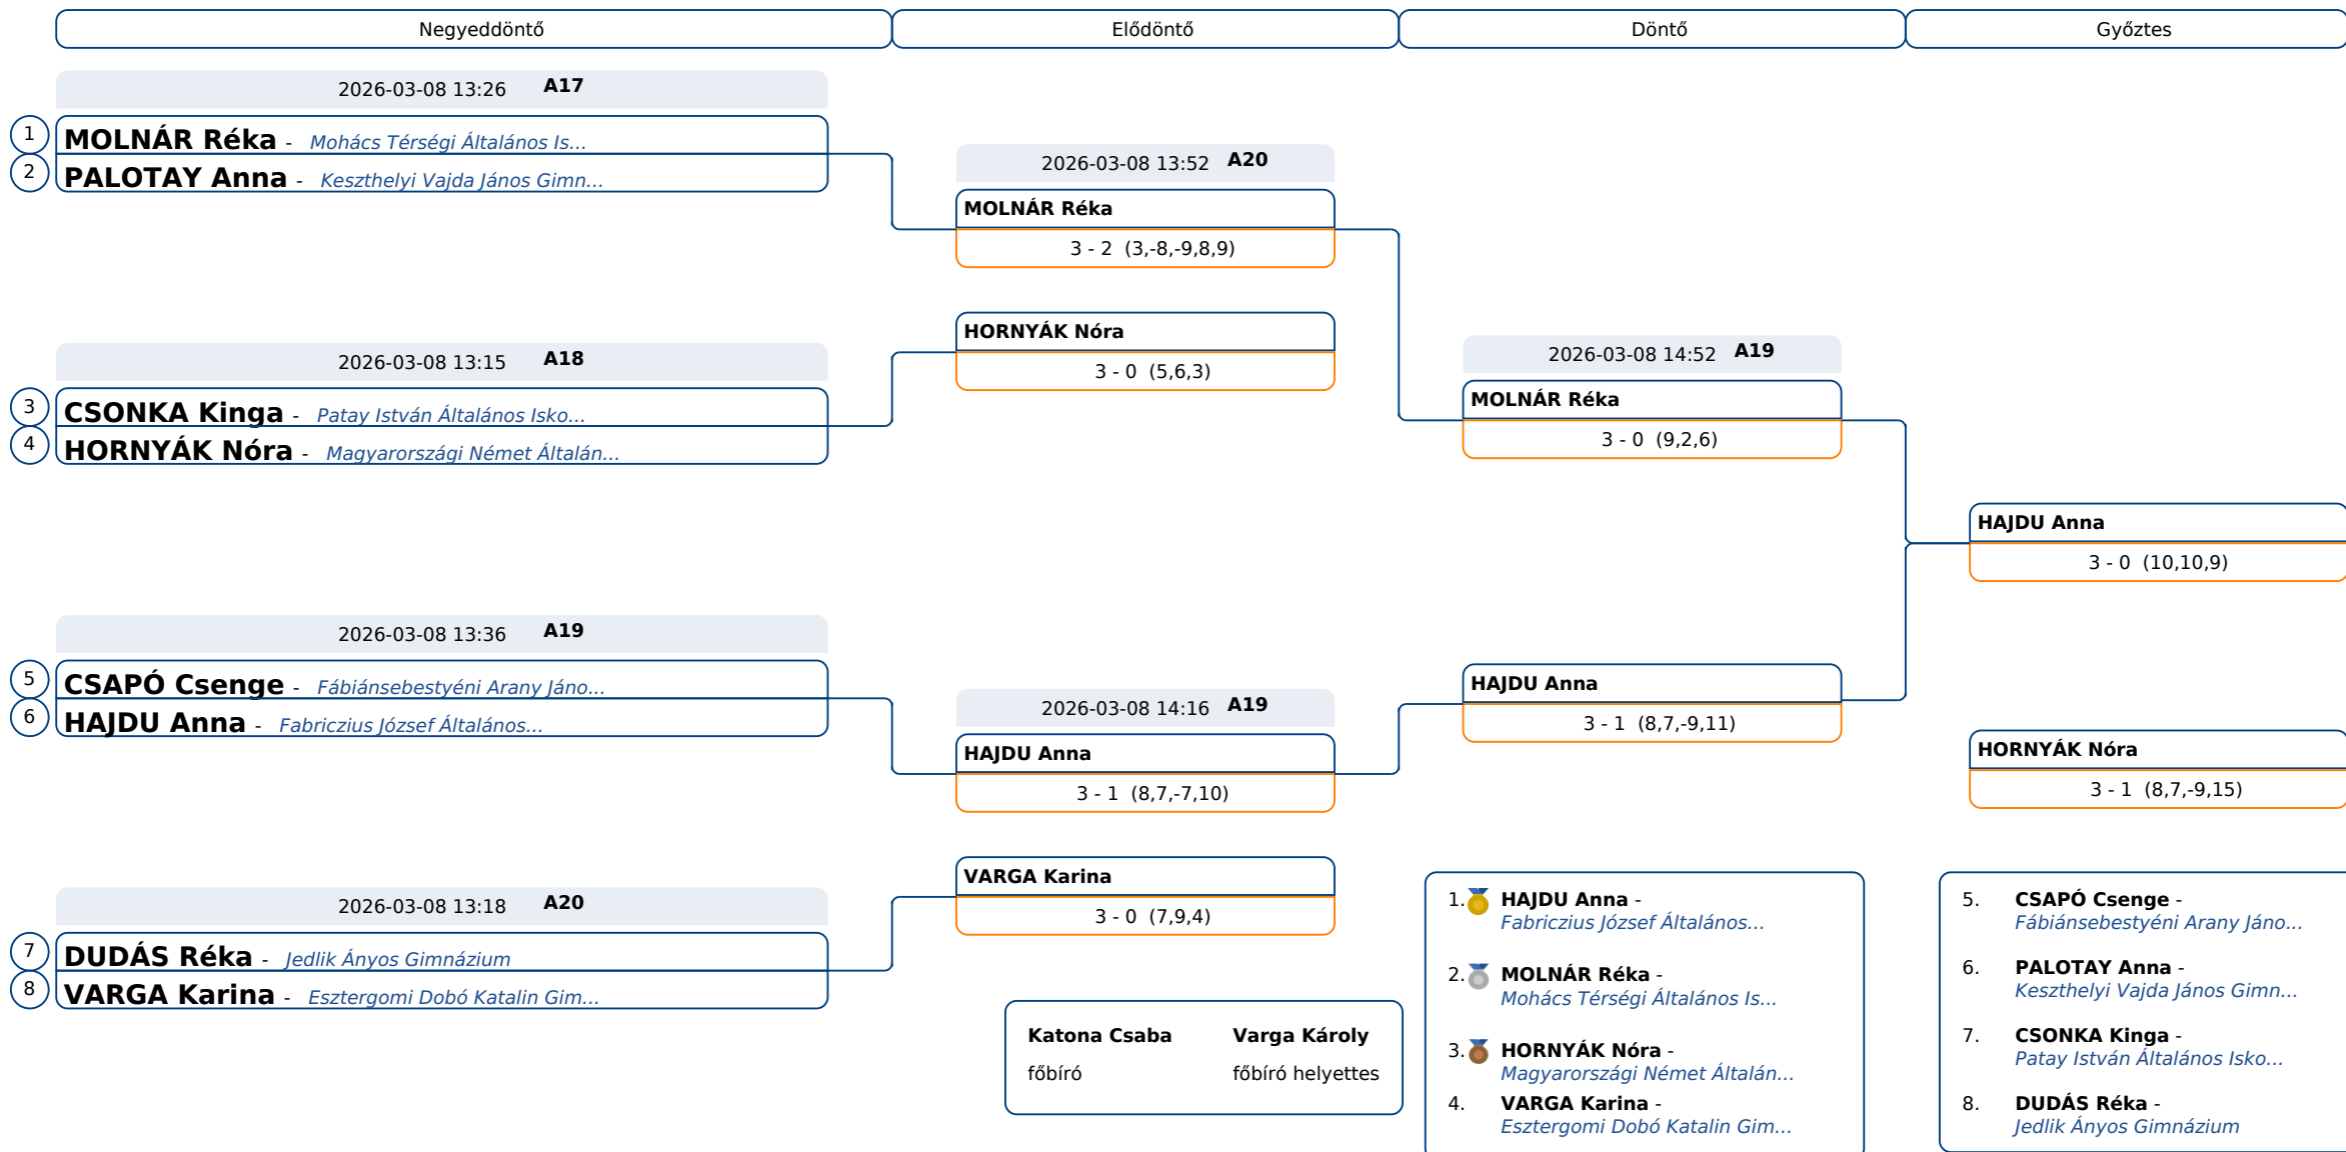 Negyeddöntő
Elődöntő
Döntő
Győztes
2026-03-08 13:26 A17
1
MOLNÁR Réka - Mohács Térségi Általános Is...
2
PALOTAY Anna - Keszthelyi Vajda János Gimn...
2026-03-08 13:52 A20
MOLNÁR Réka
3 - 2 (3,-8,-9,8,9)
HORNYÁK Nóra
3 - 0 (5,6,3)
2026-03-08 13:15 A18
3
CSONKA Kinga - Patay István Általános Isko...
4
HORNYÁK Nóra - Magyarországi Német Általán...
2026-03-08 14:52 A19
MOLNÁR Réka
3 - 0 (9,2,6)
HAJDU Anna
3 - 0 (10,10,9)
2026-03-08 13:36 A19
5
CSAPÓ Csenge - Fábiánsebestyéni Arany Jáno...
6
HAJDU Anna - Fabriczius József Általános...
2026-03-08 14:16 A19
HAJDU Anna
3 - 1 (8,7,-7,10)
HAJDU Anna
3 - 1 (8,7,-9,11)
HORNYÁK Nóra
3 - 1 (8,7,-9,15)
VARGA Karina
3 - 0 (7,9,4)
2026-03-08 13:18 A20
7
DUDÁS Réka - Jedlik Ányos Gimnázium
8
VARGA Karina - Esztergomi Dobó Katalin Gim...
Katona Csaba
főbíró
Varga Károly
főbíró helyettes
1. HAJDU Anna -
Fabriczius József Általános...
2. MOLNÁR Réka -
Mohács Térségi Általános Is...
3. HORNYÁK Nóra -
Magyarországi Német Általán...
4. VARGA Karina -
Esztergomi Dobó Katalin Gim...
5. CSAPÓ Csenge -
Fábiánsebestyéni Arany Jáno...
6. PALOTAY Anna -
Keszthelyi Vajda János Gimn...
7. CSONKA Kinga -
Patay István Általános Isko...
8. DUDÁS Réka -
Jedlik Ányos Gimnázium